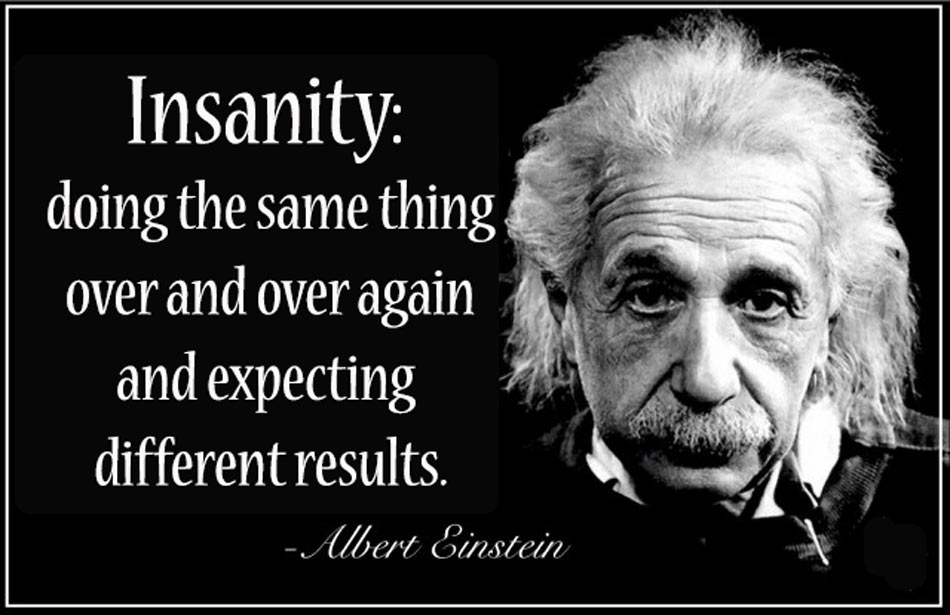 Insanity:
doing the same thing
over and over again
and expecting
different results.
-Albert Einstein